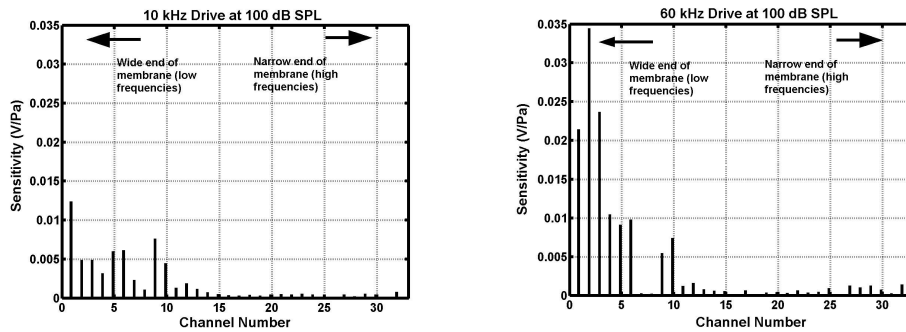 10 kHz Drive at 100 dB SPL
0.035
0.03
0.025
0.02
0.015
0.01
0.005
0
Sensitivity (V/Pa)
Wide end of
membrane (low
frequencies)
Narrow end of
membrane (high
frequencies)
0 5 10 15 20 25 30
Channel Number
60 kHz Drive at 100 dB SPL
0.035
0.03
0.025
0.02
0.015
0.01
0.005
0
Sensitivity (V/Pa)
Wide end of
membrane (low
frequencies)
Narrow end of
membrane (high
frequencies)
0 5 10 15 20 25 30
Channel Number